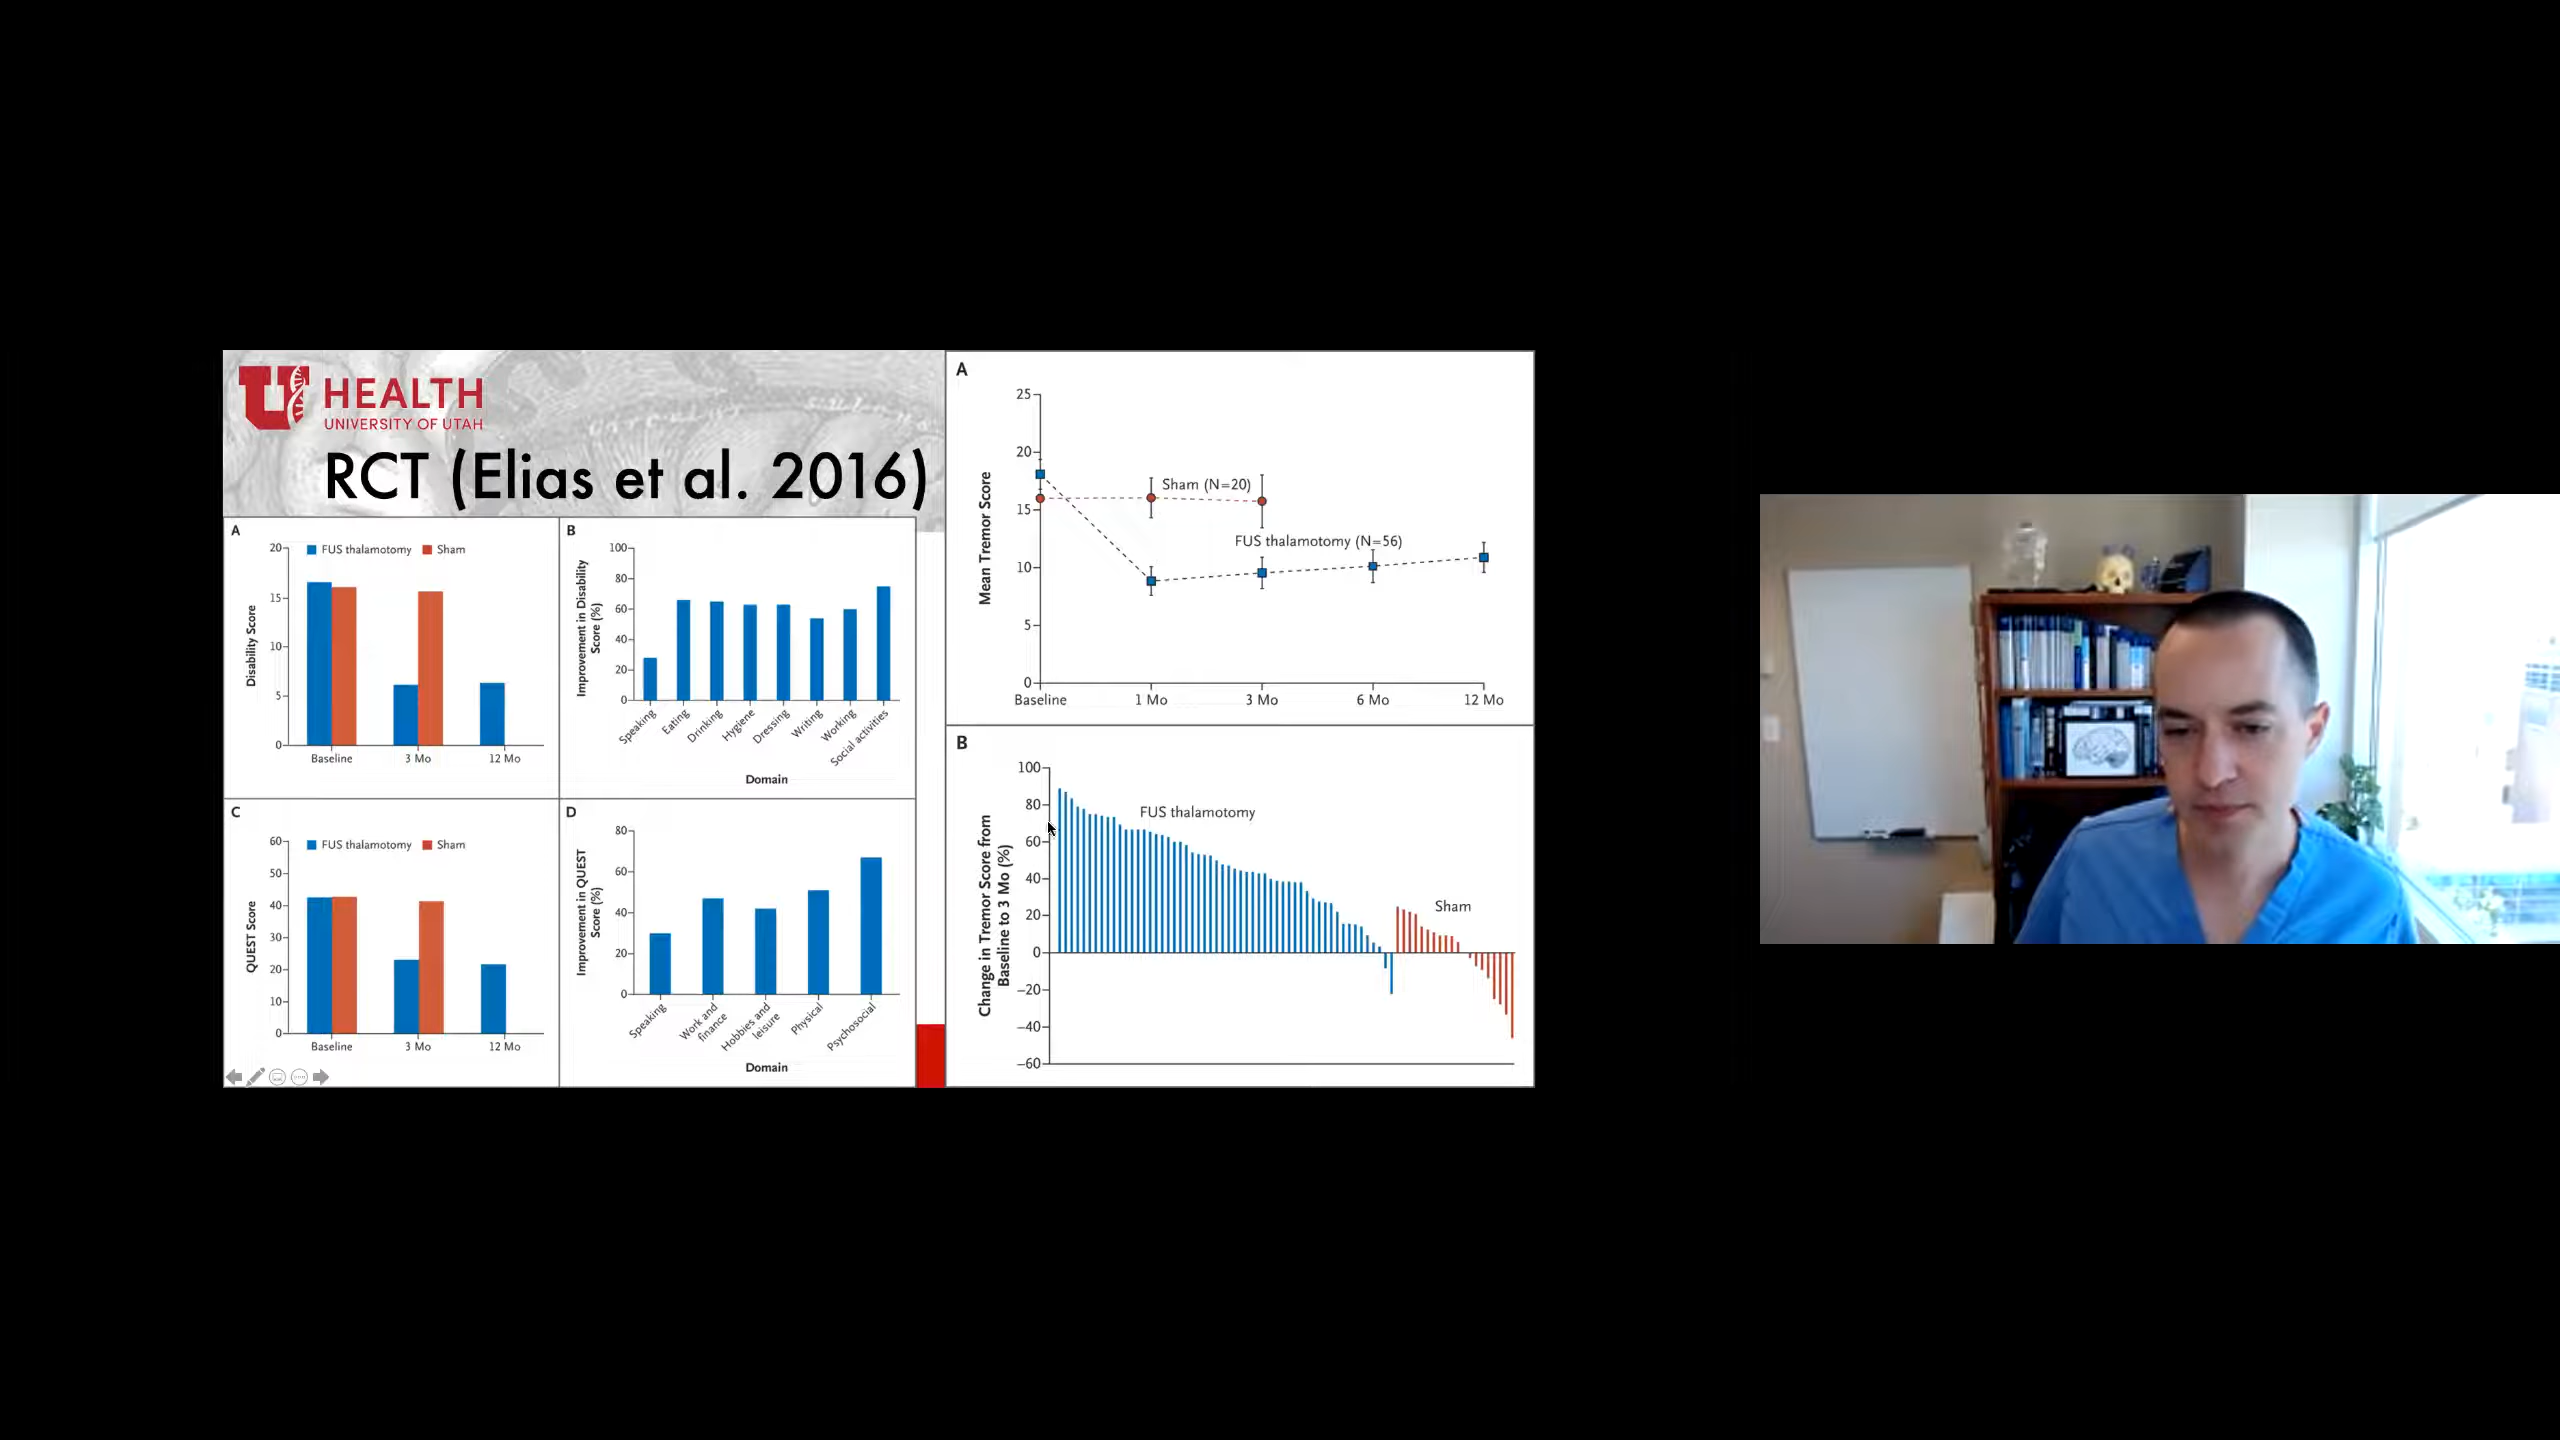 HEALTH
UNIVERSITY OF UTAH
RCT (Elias et al. 2016)
A
FUS thalamotomy
Sham
Disability Score
20
15
10
5
0
Baseline
3 Mo
12 Mo
B
Improvement in Disability
Score (%)
100
80
60
40
20
0
Speaking
Eating
Drinking
Hygiene
Dressing
Writing
Working
Social activities
Domain
C
FUS thalamotomy
Sham
QUEST Score
60
50
40
30
20
10
0
Baseline
3 Mo
12 Mo
D
Improvement in QUEST
Score (%)
80
60
40
20
0
Speaking
Work and
finance
Hobbies and
leisure
Physical
Psychosocial
Domain
A
Mean Tremor Score
25
20
15
10
5
0
Sham (N=20)
FUS thalamotomy (N=56)
Baseline
1 Mo
3 Mo
6 Mo
12 Mo
B
Change in Tremor Score from
Baseline to 3 Mo (%)
100
80
60
40
20
0
–20
–40
–60
FUS thalamotomy
Sham